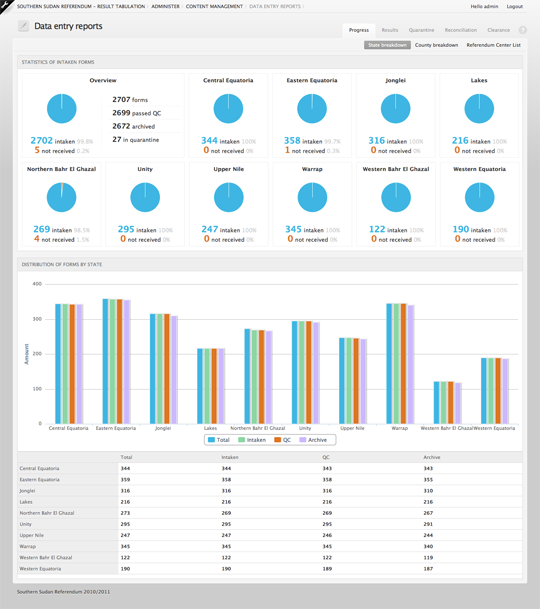 SOUTHERN SUDAN REFERENDUM – RESULT TABULATION : ADMINISTER : CONTENT MANAGEMENT : DATA ENTRY REPORTS :
Hello admin Logout
Data entry reports
Progress Results Quarantine Reconciliation Clearance ?
State breakdown County breakdown Referendum Center List
STATISTICS OF INTAKEN FORMS
Overview
2707 forms
2699 passed QC
2672 archived
27 in quarantine
2702 intaken 99.8%
5 not received 0.2%
Central Equatoria
344 intaken 100%
0 not received 0%
Eastern Equatoria
358 intaken 99.7%
1 not received 0.3%
Jonglei
316 intaken 100%
0 not received 0%
Lakes
216 intaken 100%
0 not received 0%
Northern Bahr El Ghazal
269 intaken 98.5%
4 not received 1.5%
Unity
295 intaken 100%
0 not received 0%
Upper Nile
247 intaken 100%
0 not received 0%
Warrap
345 intaken 100%
0 not received 0%
Western Bahr El Ghazal
122 intaken 100%
0 not received 0%
Western Equatoria
190 intaken 100%
0 not received 0%
DISTRIBUTION OF FORMS BY STATE
Amount
400
300
200
100
0
Central Equatoria Eastern Equatoria Jonglei Lakes Northern Bahr El Ghazal Unity Upper Nile Warrap Western Bahr El Ghazal Western Equatoria
Total Intaken QC Archive
Total Intaken QC Archive
Central Equatoria 344 344 343 343
Eastern Equatoria 359 358 358 355
Jonglei 316 316 316 310
Lakes 216 216 216 216
Northern Bahr El Ghazal 273 269 269 267
Unity 295 295 295 291
Upper Nile 247 247 246 244
Warrap 345 345 345 340
Western Bahr El Ghazal 122 122 122 119
Western Equatoria 190 190 189 187
Southern Sudan Referendum 2010/2011